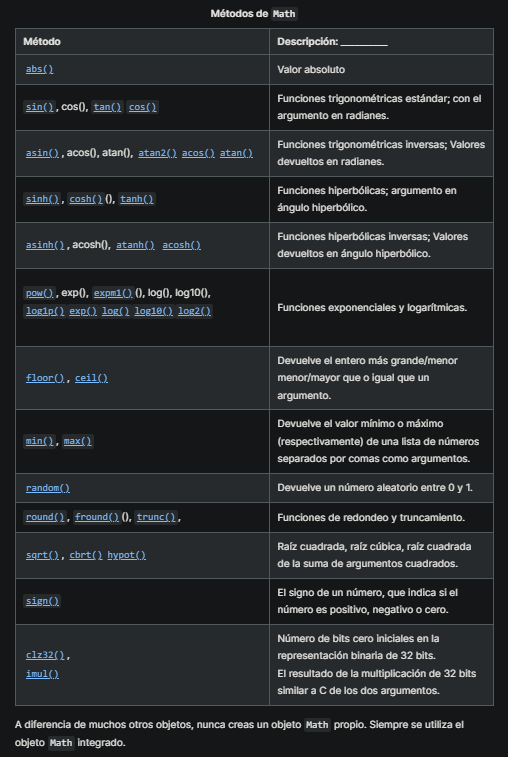 Métodos de Math
Método Descripción: __________
abs() Valor absoluto
sin() , cos(), tan() cos() Funciones trigonométricas estándar; con el
argumento en radianes.
asin() , acos(), atan(), atan2() acos() atan() Funciones trigonométricas inversas; Valores
devueltos en radianes.
sinh() , cosh() (), tanh() Funciones hiperbólicas; argumento en
ángulo hiperbólico.
asinh() , acosh(), atanh() acosh() Funciones hiperbólicas inversas; Valores
devueltos en ángulo hiperbólico.
pow() , exp(), expm1() (), log(), log10(),
log1p() exp() log() log10() log2() Funciones exponenciales y logarítmicas.
floor() , ceil() Devuelve el entero más grande/menor
menor/mayor que o igual que un
argumento.
min() , max() Devuelve el valor mínimo o máximo
(respectivamente) de una lista de números
separados por comas como argumentos.
random() Devuelve un número aleatorio entre 0 y 1.
round() , fround() (), trunc() , Funciones de redondeo y truncamiento.
sqrt() , cbrt() hypot() Raíz cuadrada, raíz cúbica, raíz cuadrada
de la suma de argumentos cuadrados.
sign() El signo de un número, que indica si el
número es positivo, negativo o cero.
clz32() , Número de bits cero iniciales en la
representación binaria de 32 bits.
imul() El resultado de la multiplicación de 32 bits
similar a C de los dos argumentos.
A diferencia de muchos otros objetos, nunca creas un objeto Math propio. Siempre se utiliza el
objeto Math integrado.